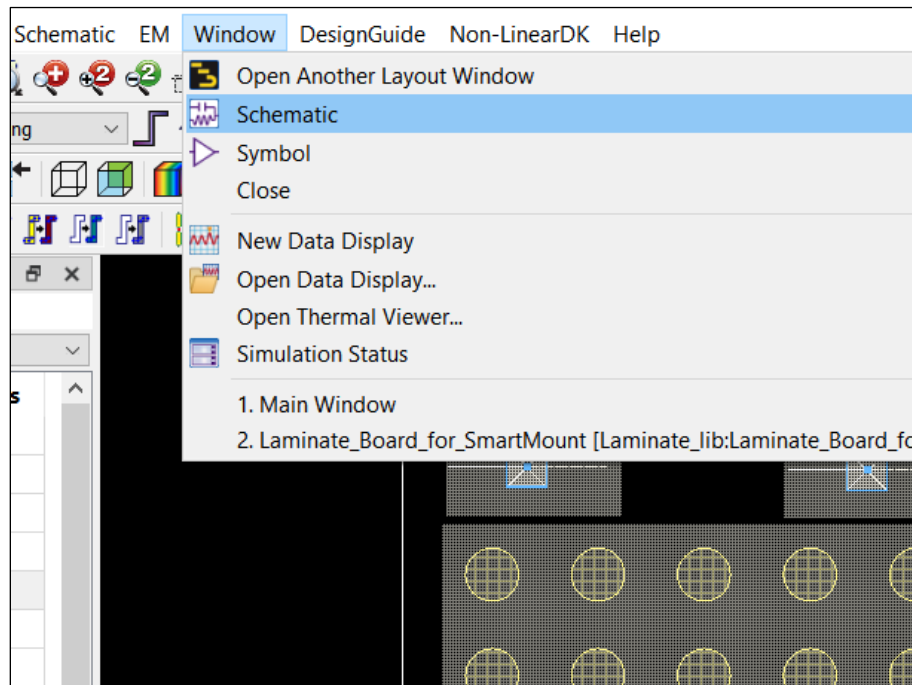 Schematic EM Window DesignGuide Non-LinearDK Help
Open Another Layout Window
ng
Schematic
Symbol
Close
New Data Display
Open Data Display...
Open Thermal Viewer...
Simulation Status
s
1. Main Window
2. Laminate_Board_for_SmartMount [Laminate_lib:Laminate_Board_fo